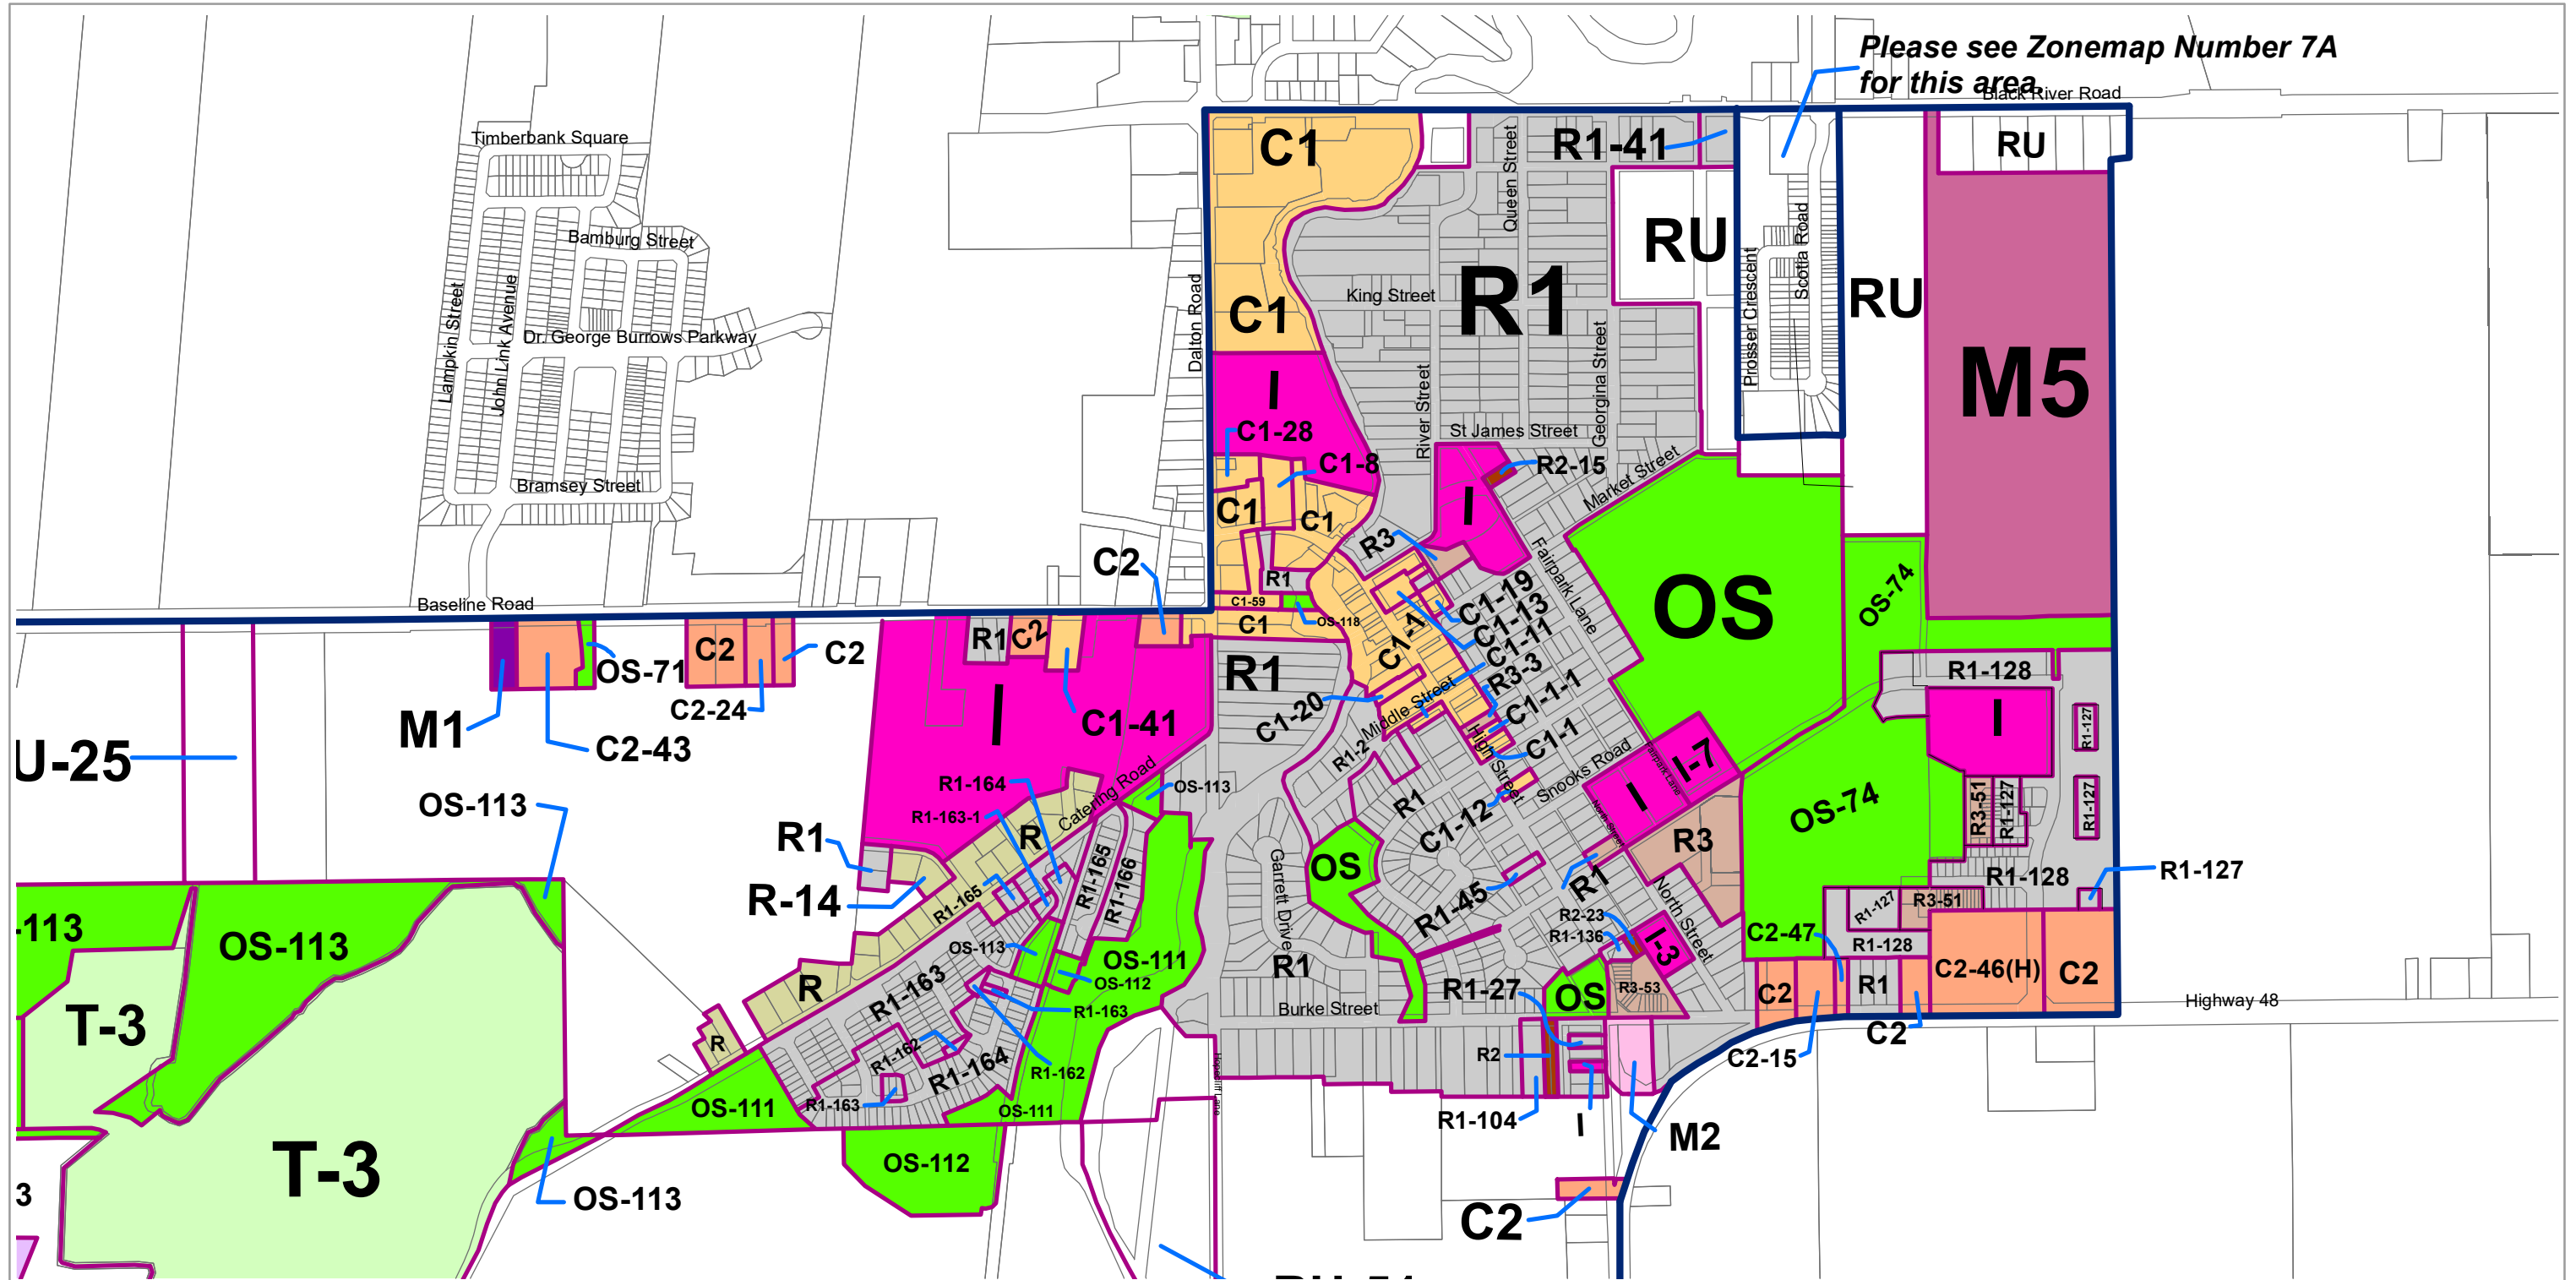 Please see Zonemap Number 7A
for this area.
Black River Road
Timberbank Square
C1
R1-41
Queen Street
RU
Bamburg Street
RU
Scotia Road
Prosser Crescent
RU
Dalton Road
Lampkin Street
John Link Avenue
Dr. George Burrows Parkway
C1
King Street
R1
M5
I
C1-28
River Street
St James Street
Georgina Street
C1-8
R2-15
Market Street
Bramsey Street
C1
C1
I
R3
Fairpark Lane
C2
R1
C1-19
C1-13
C1-11
OS
OS-74
Baseline Road
C1-59
OS-118
C1
C1-1
R1
C2
C2
C2
OS-71
C2-24
M1
C2-43
U-25
I
C1-41
R1
C1-20
Middle Street
R3-3
C1-1-1
C1-1
High Street
R1-2
Snooks Road
Fairpark Lane
I-7
I
R1-128
I
R1-127
R1-127
R3-51
R1-127
OS-74
OS-113
R1-164
R1-163-1
Catering Road
OS-113
R1
R
R-14
R1-165
R1-165
R1-166
Garrett Drive
OS
R1
C1-12
North Street
R3
R1
R1-45
North Street
R1-128
R1-127
R1-127
R3-51
R1-128
-113
OS-113
T-3
OS-113
OS-111
OS-112
R1
R2-23
R1-136
I-3
C2-47
C2-46(H)
C2
R
R1-163
R1-163
R1-27
OS
R3-53
C2
R1
Highway 48
Burke Street
C2
C2-15
R
R1-162
R1-164
R1-162
R2
R1-163
OS-111
OS-111
R1-104
I
M2
T-3
OS-112
3
OS-113
C2